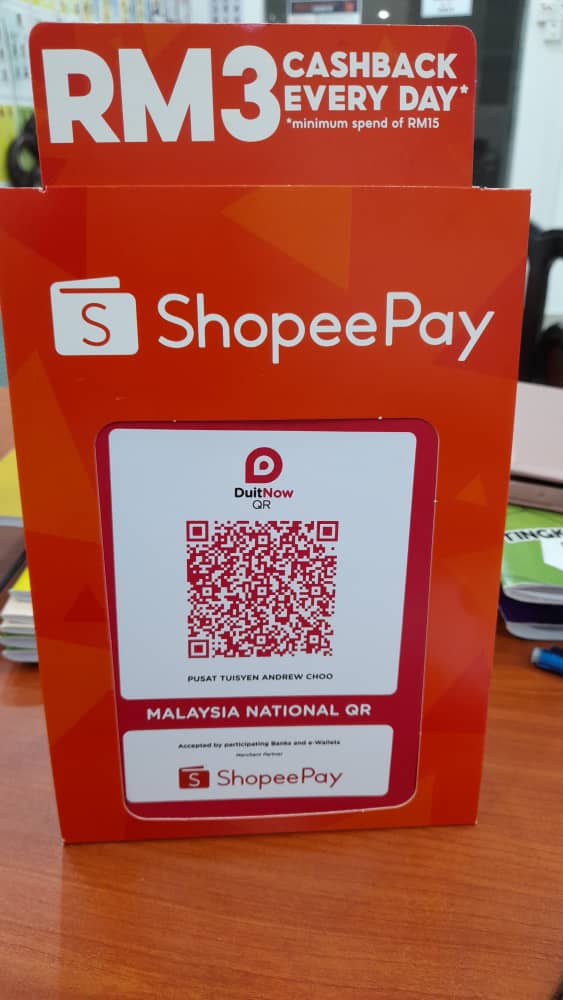 RM3 CASHBACK
EVERY DAY*
*minimum spend of RM15
S ShopeePay
DuitNow
QR
PUSAT TUISYEN ANDREW CHOO
MALAYSIA NATIONAL QR
Accepted by participating Banks and e-Wallets
Merchant Partner
S ShopeePay
TINGK